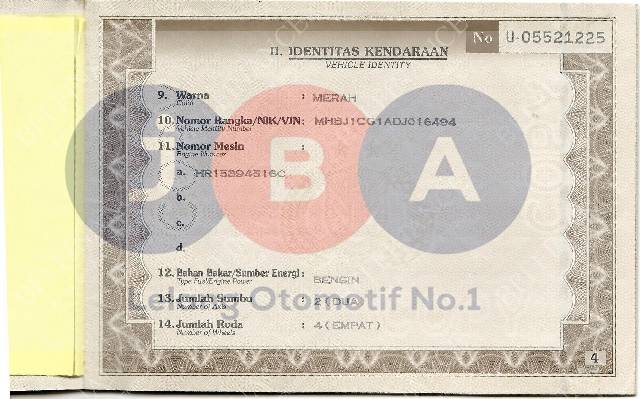 No U-05521225
II. IDENTITAS KENDARAAN
VEHICLE IDENTITY
9. Warna : MERAH
Color
10. Nomor Rangka/NIK/VIN : MHBJ1CG1ADJ016494
Vehicle Identity Number
11. Nomor Mesin :
Engine Number
a. HR15894316C
b.
c.
d.
12. Bahan Bakar/Sumber Energi : BENSIN
Type Fuel/Engine Power
13. Jumlah Sumbu : 2(DUA
Number of Axle
14. Jumlah Roda : 4(EMPAT)
Number of Wheels
4
J B A
Lelang Otomotif No.1